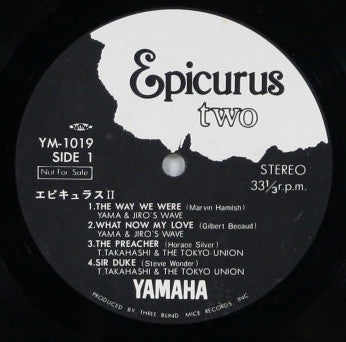 Epicurus
two
YM-1019
SIDE 1
Not For Sale
STEREO
33 1/3 r.p.m.
エピキュラスⅡ
1.THE WAY WE WERE (Marvin Hamlish)
YAMA & JIRO'S WAVE
2.WHAT NOW MY LOVE (Gilbert Becaud)
YAMA & JIRO'S WAVE
3.THE PREACHER (Horace Silver)
T.TAKAHASHI & THE TOKYO UNION
4.SIR DUKE (Stevie Wonder)
T.TAKAHASHI & THE TOKYO UNION
YAMAHA
PRODUCED BY THREE BLIND MICE RECORDS, INC.